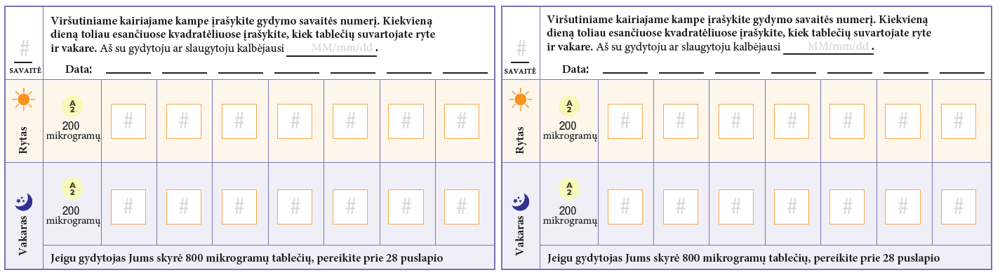 Viršutiniame kairiajame kampe įrašykite gydymo savaitės numerį. Kiekvieną
dieną toliau esančiuose kvadratėliuose įrašykite, kiek tablečių suvartojate ryte
ir vakare. Aš su gydytoju ar slaugytoju kalbėjausi MM/mm/dd.
#
SAVAITĖ
Data:
Rytas
A
2
200
mikrogramų
# # # # # # #
Vakaras
A
2
200
mikrogramų
# # # # # # #
Jeigu gydytojas Jums skyrė 800 mikrogramų tablečių, pereikite prie 28 puslapio
Viršutiniame kairiajame kampe įrašykite gydymo savaitės numerį. Kiekvieną
dieną toliau esančiuose kvadratėliuose įrašykite, kiek tablečių suvartojate ryte
ir vakare. Aš su gydytoju ar slaugytoju kalbėjausi MM/mm/dd.
#
SAVAITĖ
Data:
Rytas
A
2
200
mikrogramų
# # # # # # #
Vakaras
A
2
200
mikrogramų
# # # # # # #
Jeigu gydytojas Jums skyrė 800 mikrogramų tablečių, pereikite prie 28 puslapio